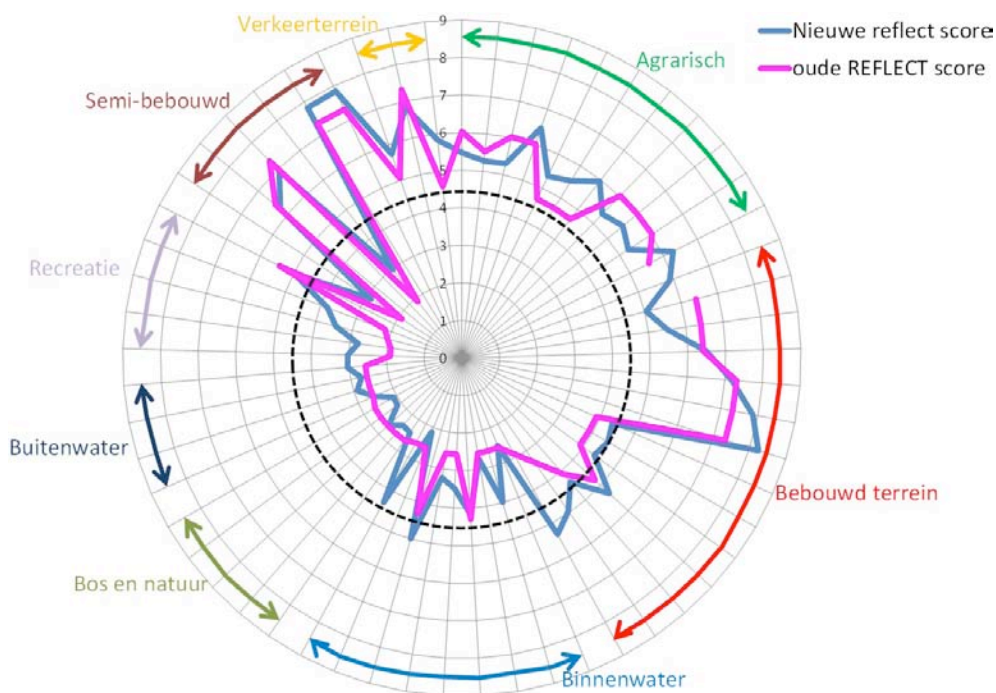 Verkeerterrein
Nieuwe reflect score
oude REFLECT score
Agrarisch
Semi-bebouwd
Recreatie
Buitenwater
Bebouwd terrein
Bos en natuur
Binnenwater
9
8
7
6
5
4
3
2
1
0